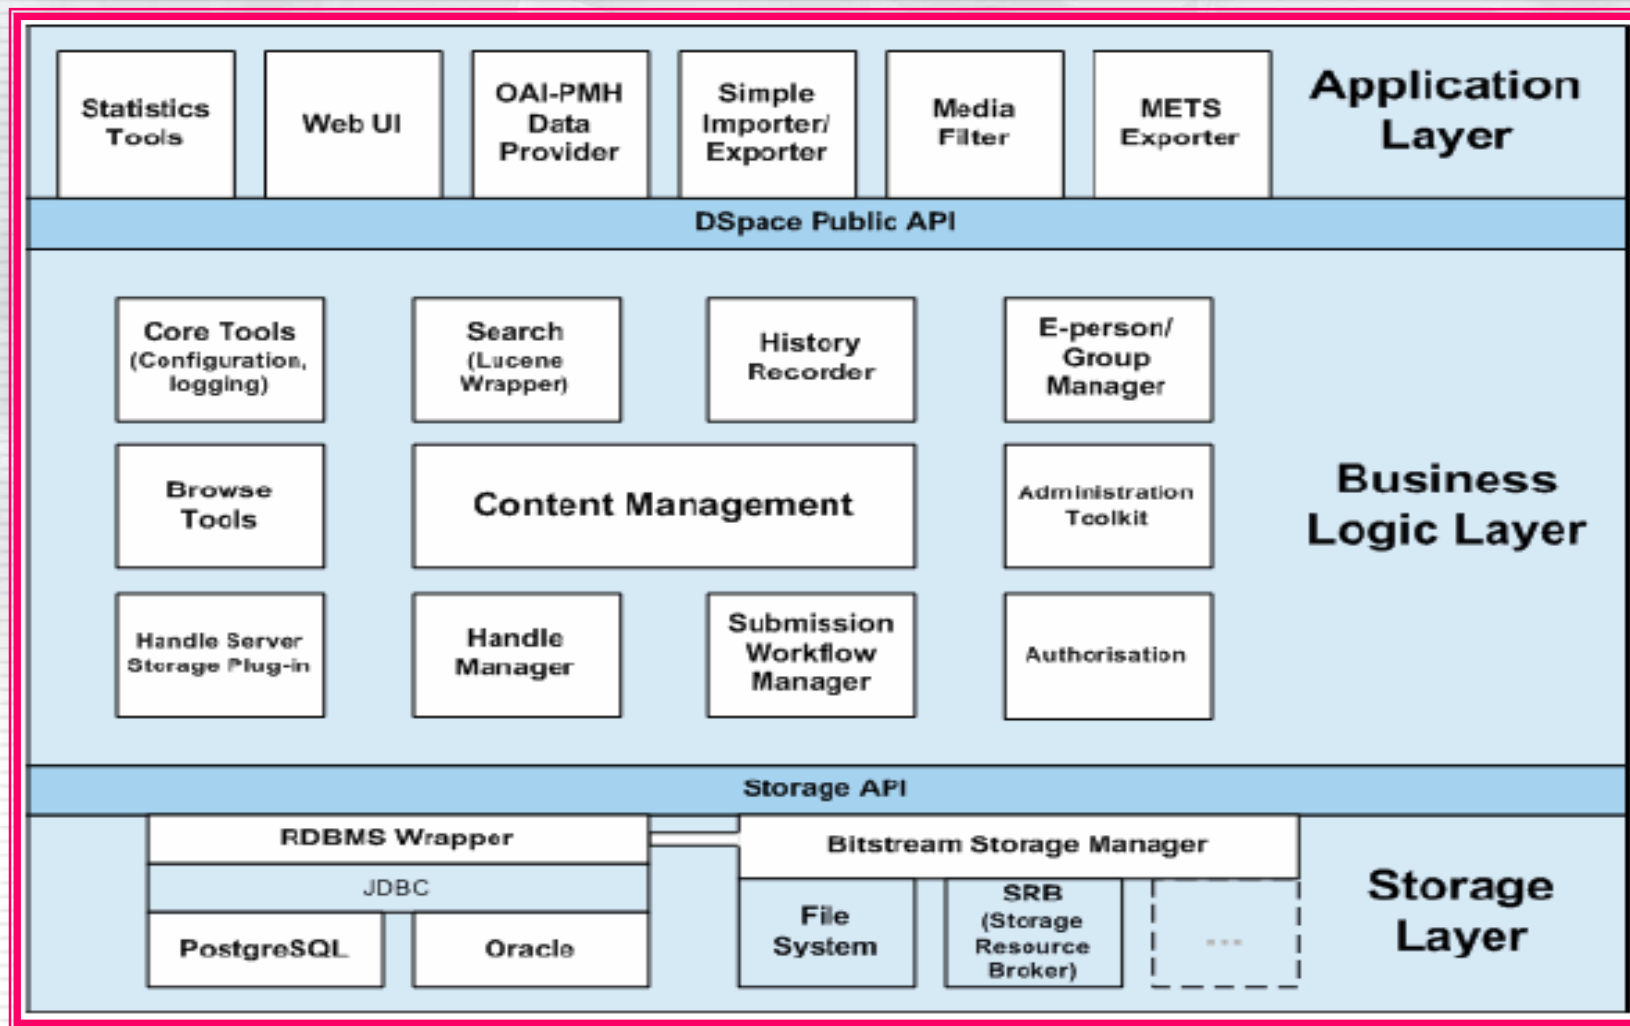 Statistics
Tools
Web UI
OAI-PMH
Data
Provider
Simple
Importer/
Exporter
Media
Filter
METS
Exporter
Application
Layer
DSpace Public API
Core Tools
(Configuration,
logging)
Search
(Lucene
Wrapper)
History
Recorder
E-person/
Group
Manager
Browse
Tools
Content Management
Administration
Toolkit
Business
Logic Layer
Handle Server
Storage Plug-in
Handle
Manager
Submission
Workflow
Manager
Authorisation
Storage API
RDBMS Wrapper
JDBC
PostgreSQL
Oracle
Bitstream Storage Manager
File
System
SRB
(Storage
Resource
Broker)
...
Storage
Layer